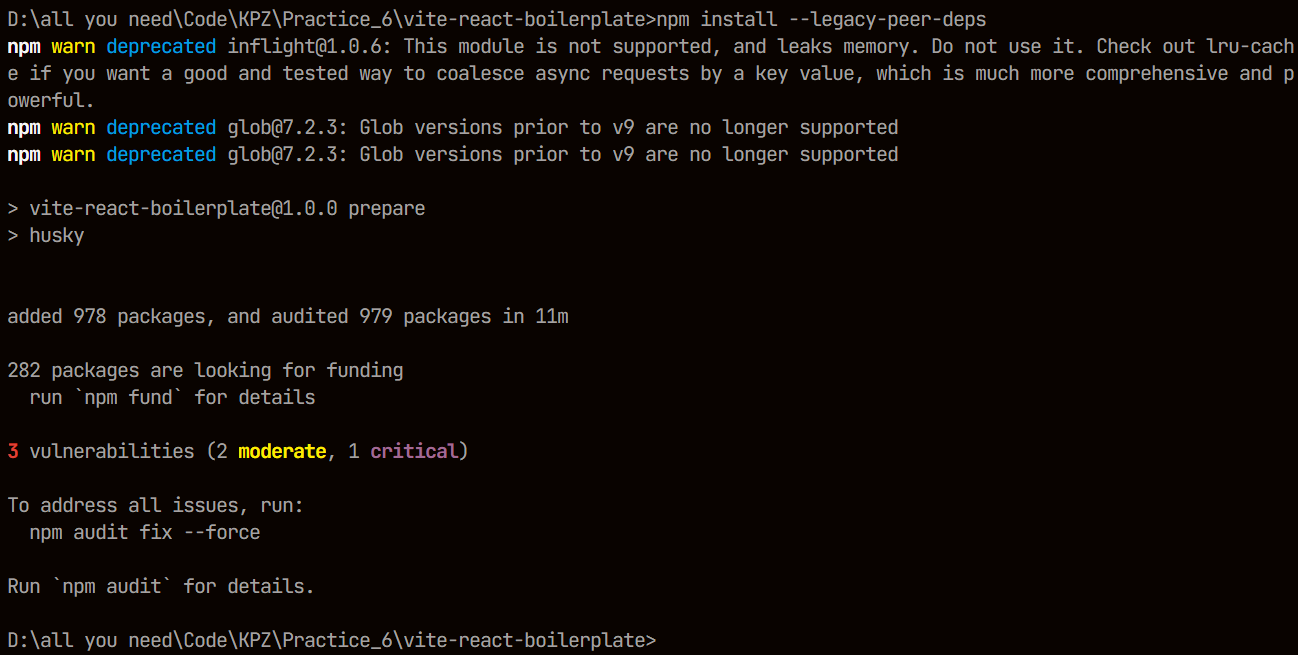 D:\all you need\Code\KPZ\Practice_6\vite-react-boilerplate>npm install --legacy-peer-deps
npm warn deprecated inflight@1.0.6: This module is not supported, and leaks memory. Do not use it. Check out lru-cach
e if you want a good and tested way to coalesce async requests by a key value, which is much more comprehensive and p
owerful.
npm warn deprecated glob@7.2.3: Glob versions prior to v9 are no longer supported
npm warn deprecated glob@7.2.3: Glob versions prior to v9 are no longer supported
> vite-react-boilerplate@1.0.0 prepare
> husky
added 978 packages, and audited 979 packages in 11m
282 packages are looking for funding
  run `npm fund` for details
3 vulnerabilities (2 moderate, 1 critical)
To address all issues, run:
  npm audit fix --force
Run `npm audit` for details.
D:\all you need\Code\KPZ\Practice_6\vite-react-boilerplate>